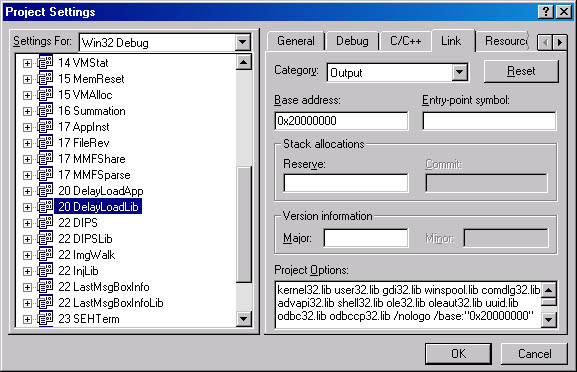 Project Settings
Settings For: Win32 Debug
14 VMStat
15 MemReset
15 VMAlloc
16 Summation
17 AppInst
17 FileRev
17 MMFShare
17 MMFSparse
20 DelayLoadApp
20 DelayLoadLib
22 DIPS
22 DIPSLib
22 ImgWalk
22 InjLib
22 LastMsgBoxInfo
22 LastMsgBoxInfoLib
23 SEHTerm
General Debug C/C++ Link Resourc
Category: Output Reset
Base address: Entry-point symbol:
0x20000000
Stack allocations
Reserve: Commit:
Version information
Major: Minor:
Project Options:
kernel32.lib user32.lib gdi32.lib winspool.lib comdlg32.lib
advapi32.lib shell32.lib ole32.lib oleaut32.lib uuid.lib
odbc32.lib odbccp32.lib /nologo /base:"0x20000000"
OK Cancel